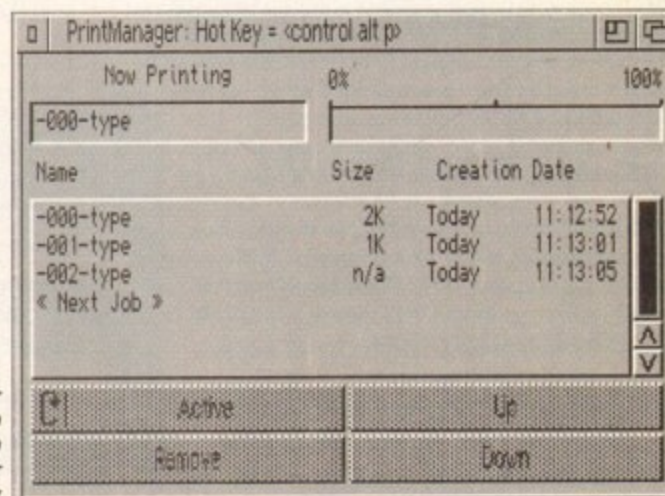 PrintManager: Hot Key = <control alt p>
Now Printing
0% 100%
-000-type
Name Size Creation Date
-000-type 2K Today 11:12:52
-001-type 1K Today 11:13:01
-002-type n/a Today 11:13:05
« Next Job »
Active Up
Remove Down